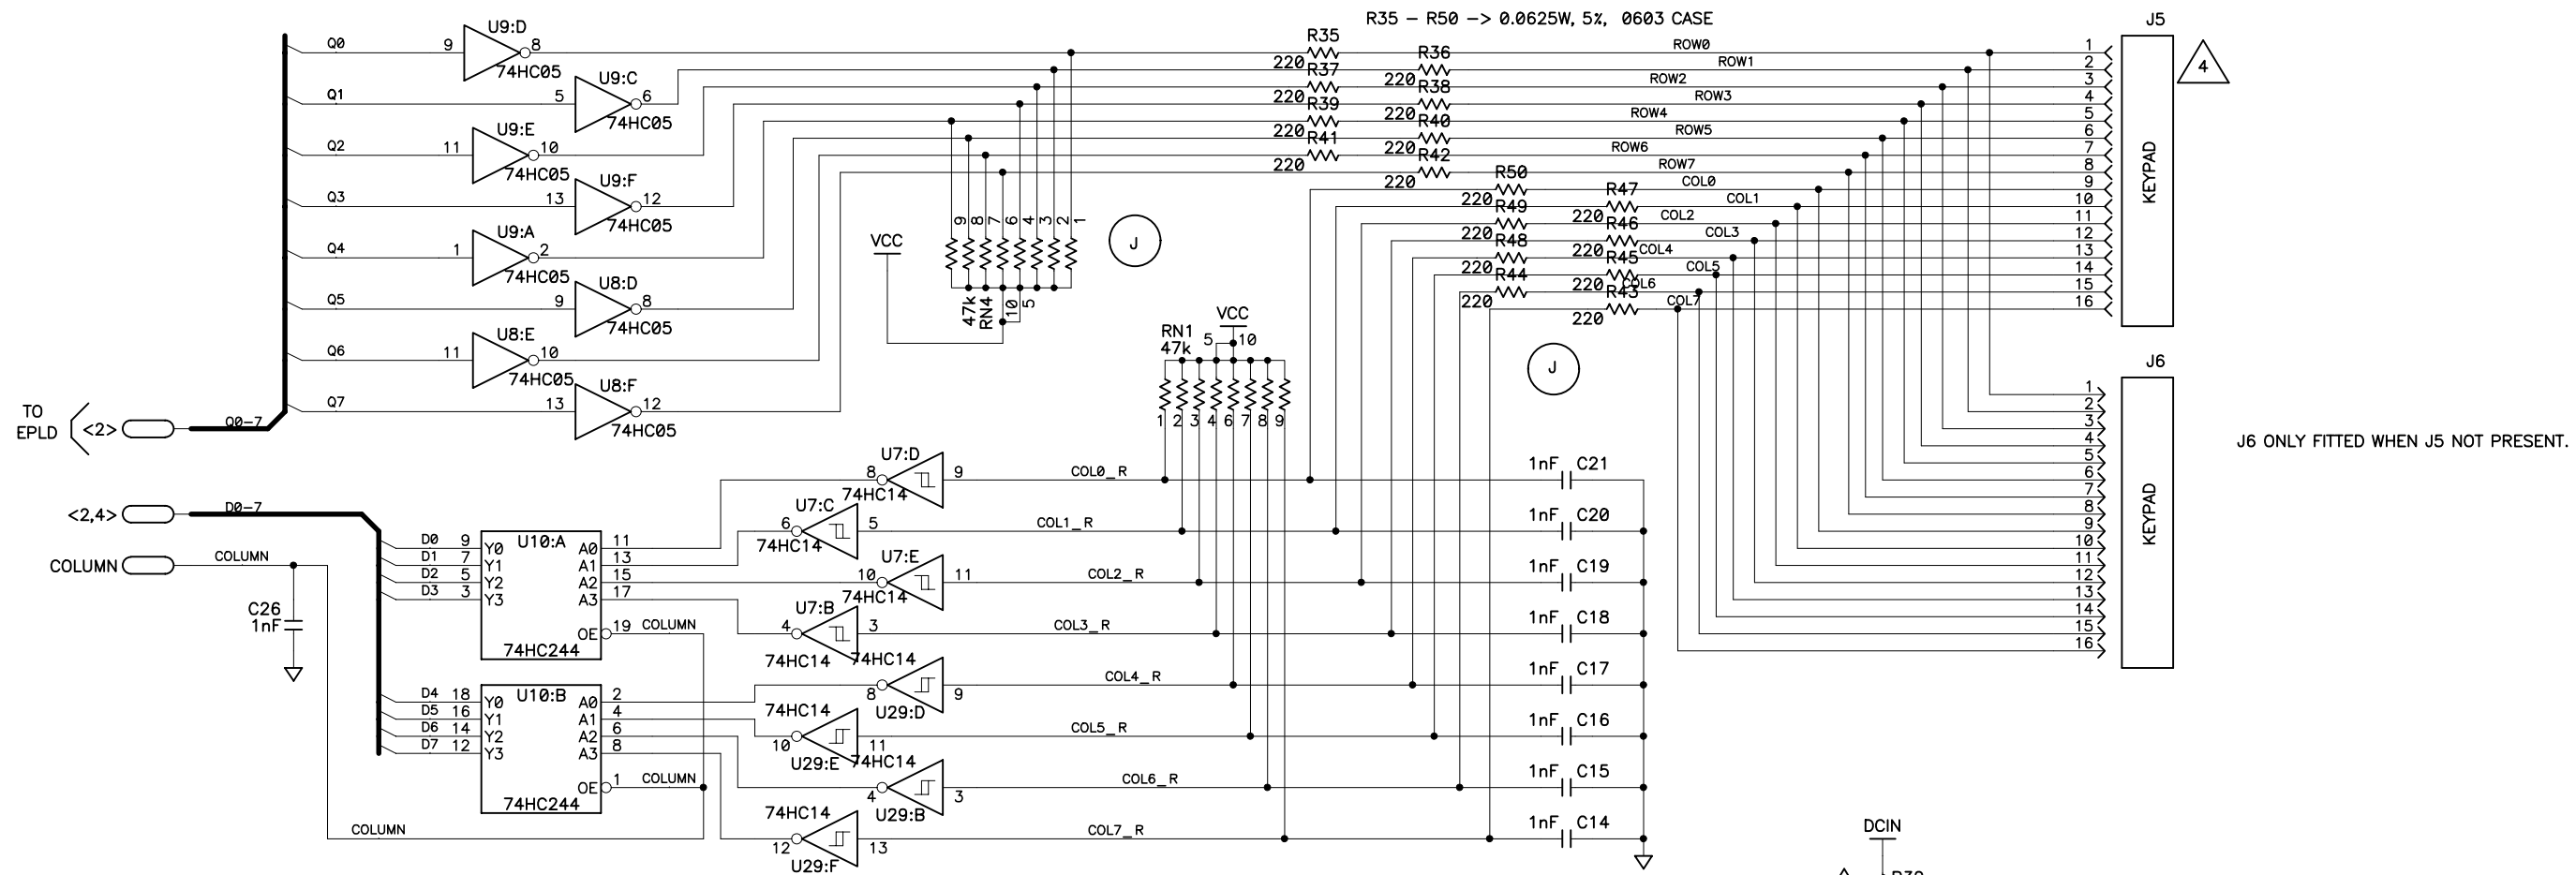 R35 - R50 -> 0.0625W, 5%, 0603 CASE
J5
4
KEYPAD
1
2
3
4
5
6
7
8
9
10
11
12
13
14
15
16
Q0 9 U9:D 8
74HC05
Q1 5 U9:C 6
74HC05
Q2 11 U9:E 10
74HC05
Q3 13 U9:F 12
74HC05
Q4 1 U9:A 2
74HC05
Q5 9 U8:D 8
74HC05
Q6 11 U8:E 10
74HC05
Q7 13 U8:F 12
74HC05
TO
EPLD
<2>
Q0-7
R35
220
R36
220
R37
220
R38
220
R39
220
R40
220
R41
220
R42
220
R50
220
R47
220
R49
220
R46
220
R48
220
R45
220
R44
220
R43
220
ROW0
ROW1
ROW2
ROW3
ROW4
ROW5
ROW6
ROW7
COL0
COL1
COL2
COL3
COL4
COL5
COL6
COL7
VCC
9 8 7 6 4 3 2 1
47k
RN4
10
5
J
VCC
RN1
47k
5 10
1 2 3 4 6 7 8 9
J
J6
KEYPAD
1
2
3
4
5
6
7
8
9
10
11
12
13
14
15
16
J6 ONLY FITTED WHEN J5 NOT PRESENT.
<2,4>
D0-7
COLUMN
COLUMN
C26
1nF
COLUMN
D0 9 Y0 U10:A A0 11
D1 7 Y1 A1 13
D2 5 Y2 A2 15
D3 3 Y3 A3 17
OE 19 COLUMN
74HC244
D4 18 Y0 U10:B A0 2
D5 16 Y1 A1 4
D6 14 Y2 A2 6
D7 12 Y3 A3 8
OE 1 COLUMN
74HC244
U7:D
8 9 COL0_R 1nF C21
74HC14
U7:C
6 5 COL1_R 1nF C20
74HC14
U7:E
10 11 COL2_R 1nF C19
74HC14
U7:B
4 3 COL3_R 1nF C18
74HC14
74HC14
8 9 COL4_R 1nF C17
U29:D
74HC14
10 11 COL5_R 1nF C16
U29:E
74HC14
4 3 COL6_R 1nF C15
U29:B
74HC14
12 13 COL7_R 1nF C14
U29:F
DCIN